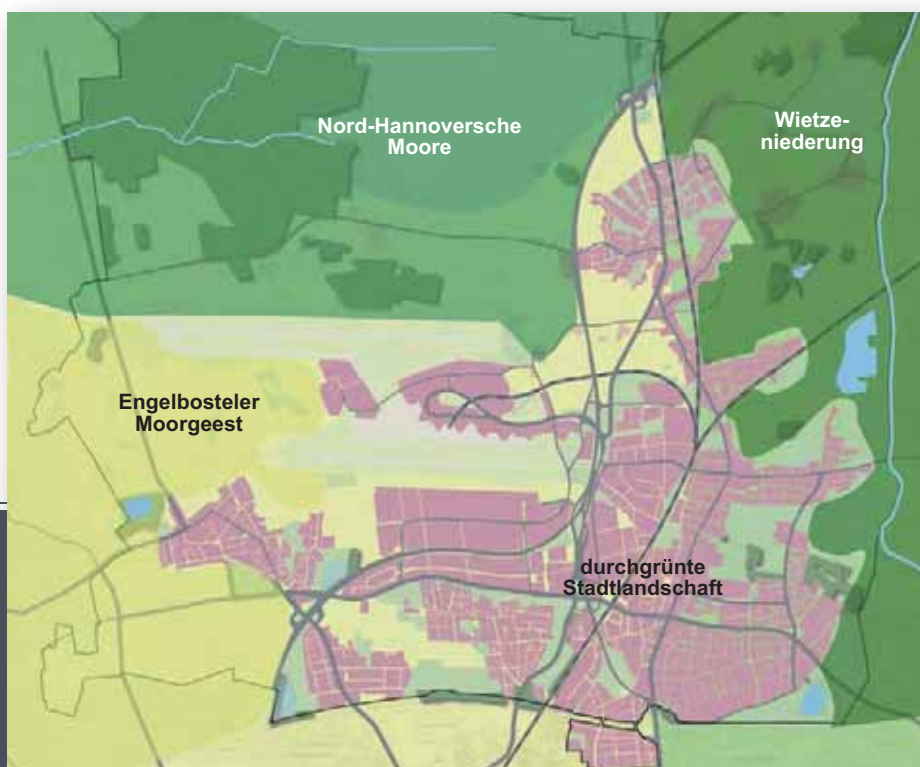 Nord-Hannoversche
Moore
Wietze-
niederung
Engelbosteler
Moorgeest
durchgrünte
Stadtlandschaft